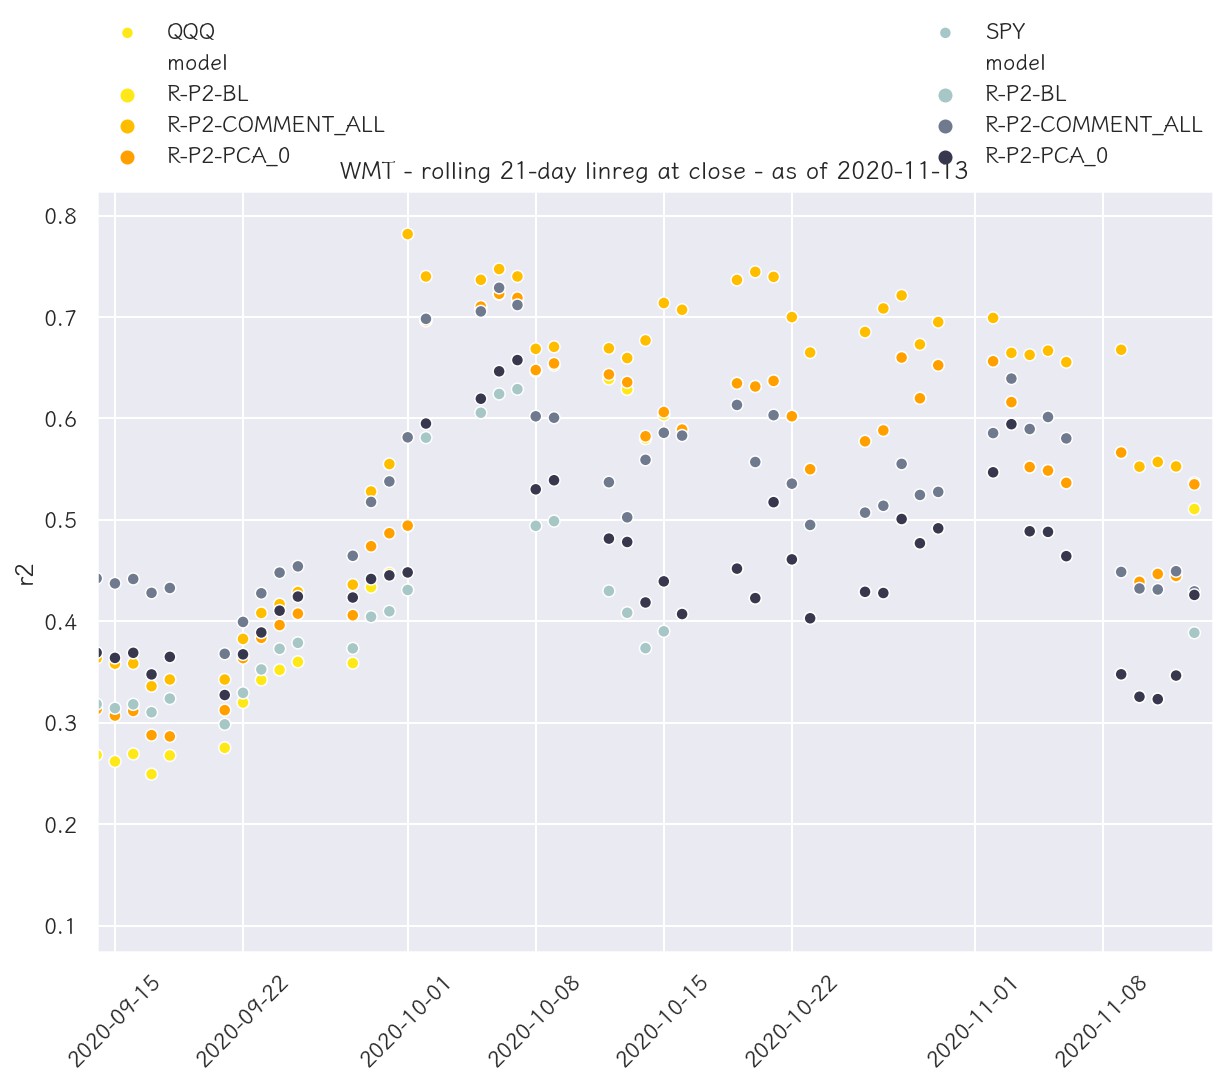 QQQ
model
R-P2-BL
R-P2-COMMENT_ALL
R-P2-PCA_0
SPY
model
R-P2-BL
R-P2-COMMENT_ALL
R-P2-PCA_0
WMT - rolling 21-day linreg at close - as of 2020-11-13
r2
0.8
0.7
0.6
0.5
0.4
0.3
0.2
0.1
2020-09-15
2020-09-22
2020-10-01
2020-10-08
2020-10-15
2020-10-22
2020-11-01
2020-11-08